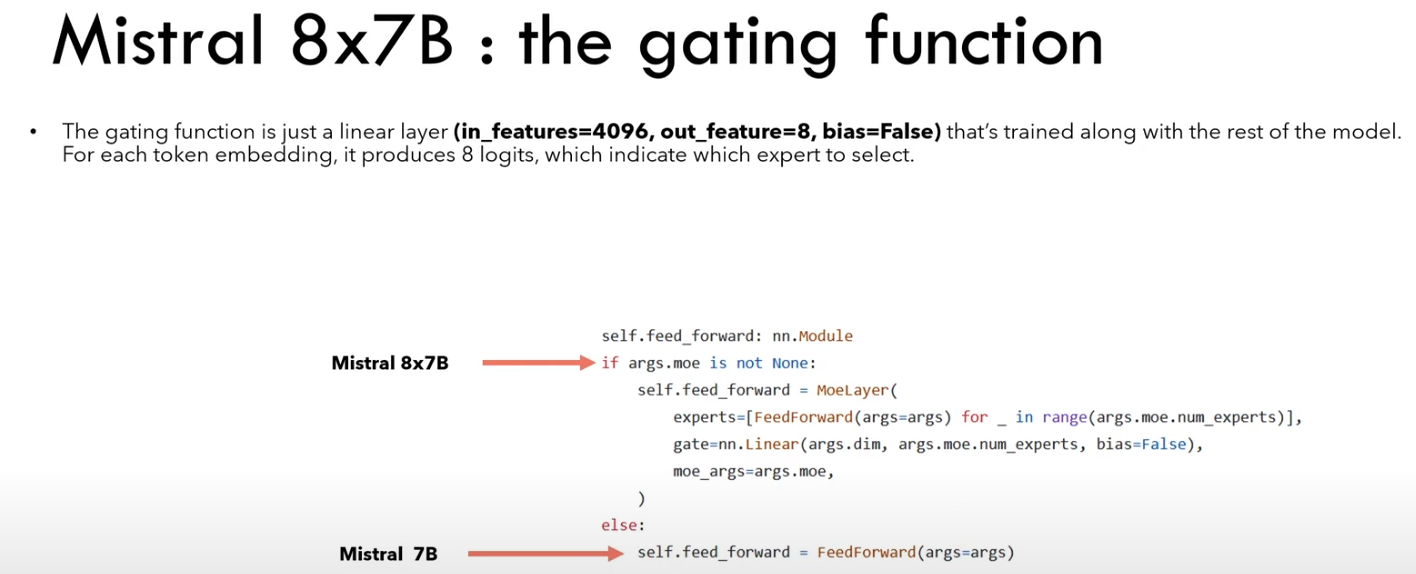 Mistral 8x7B : the gating function
• The gating function is just a linear layer (in_features=4096, out_feature=8, bias=False) that's trained along with the rest of the model.
For each token embedding, it produces 8 logits, which indicate which expert to select.
self.feed_forward: nn.Module
Mistral 8x7B if args.moe is not None:
self.feed_forward = MoeLayer(
experts=[FeedForward(args=args) for _ in range(args.moe.num_experts)],
gate=nn.Linear(args.dim, args.moe.num_experts, bias=False),
moe_args=args.moe,
)
else:
Mistral 7B self.feed_forward = FeedForward(args=args)